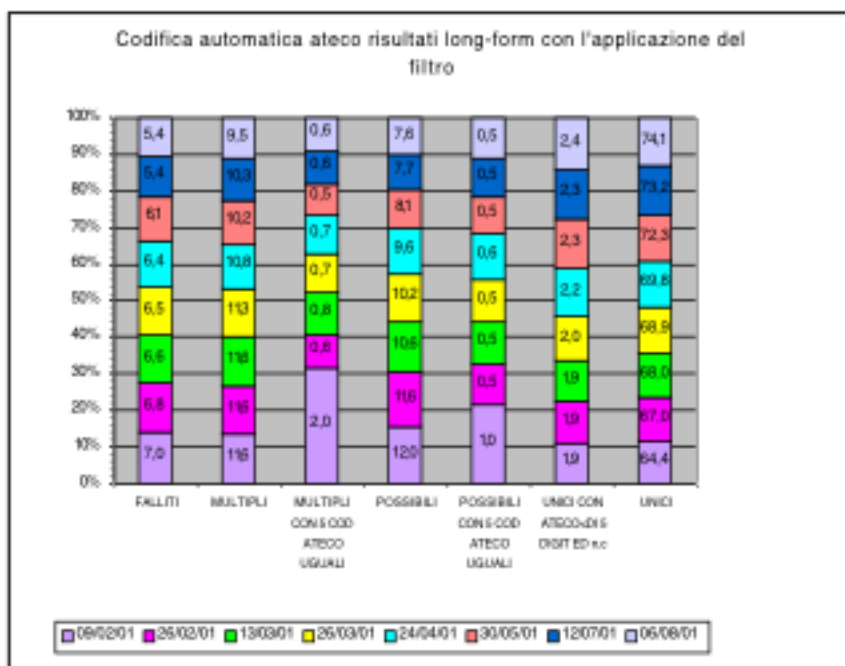 Codifica automatica ateco risultati long-form con l'applicazione del
filtro
100%
90%
80%
70%
60%
50%
40%
30%
20%
10%
0%
5,4 9,5 0,6 7,6 0,5 2,4 74,1
5,4 10,3 0,6 7,7 0,5 2,3 73,2
6,1 10,2 0,5 8,1 0,5 2,3 72,3
6,4 10,8 0,7 9,6 0,6 2,2 69,8
6,5 11,3 0,7 10,2 0,5 2,0 68,9
6,6 11,8 0,8 10,6 0,5 1,9 68,0
6,8 11,6 0,6 11,6 0,5 1,9 67,0
7,0 11,6 2,0 12,0 1,0 1,9 64,4
FALLITI MULTIPLI MULTIPLI POSSIBILI POSSIBILI UNICI CON UNICI
CON 5 COD CON 5 COD ATECO<DI 5
ATECO ATECO DIGIT ED n.c
UGUALI UGUALI
09/02/01 26/02/01 13/03/01 26/03/01 24/04/01 30/05/01 12/07/01 06/08/01